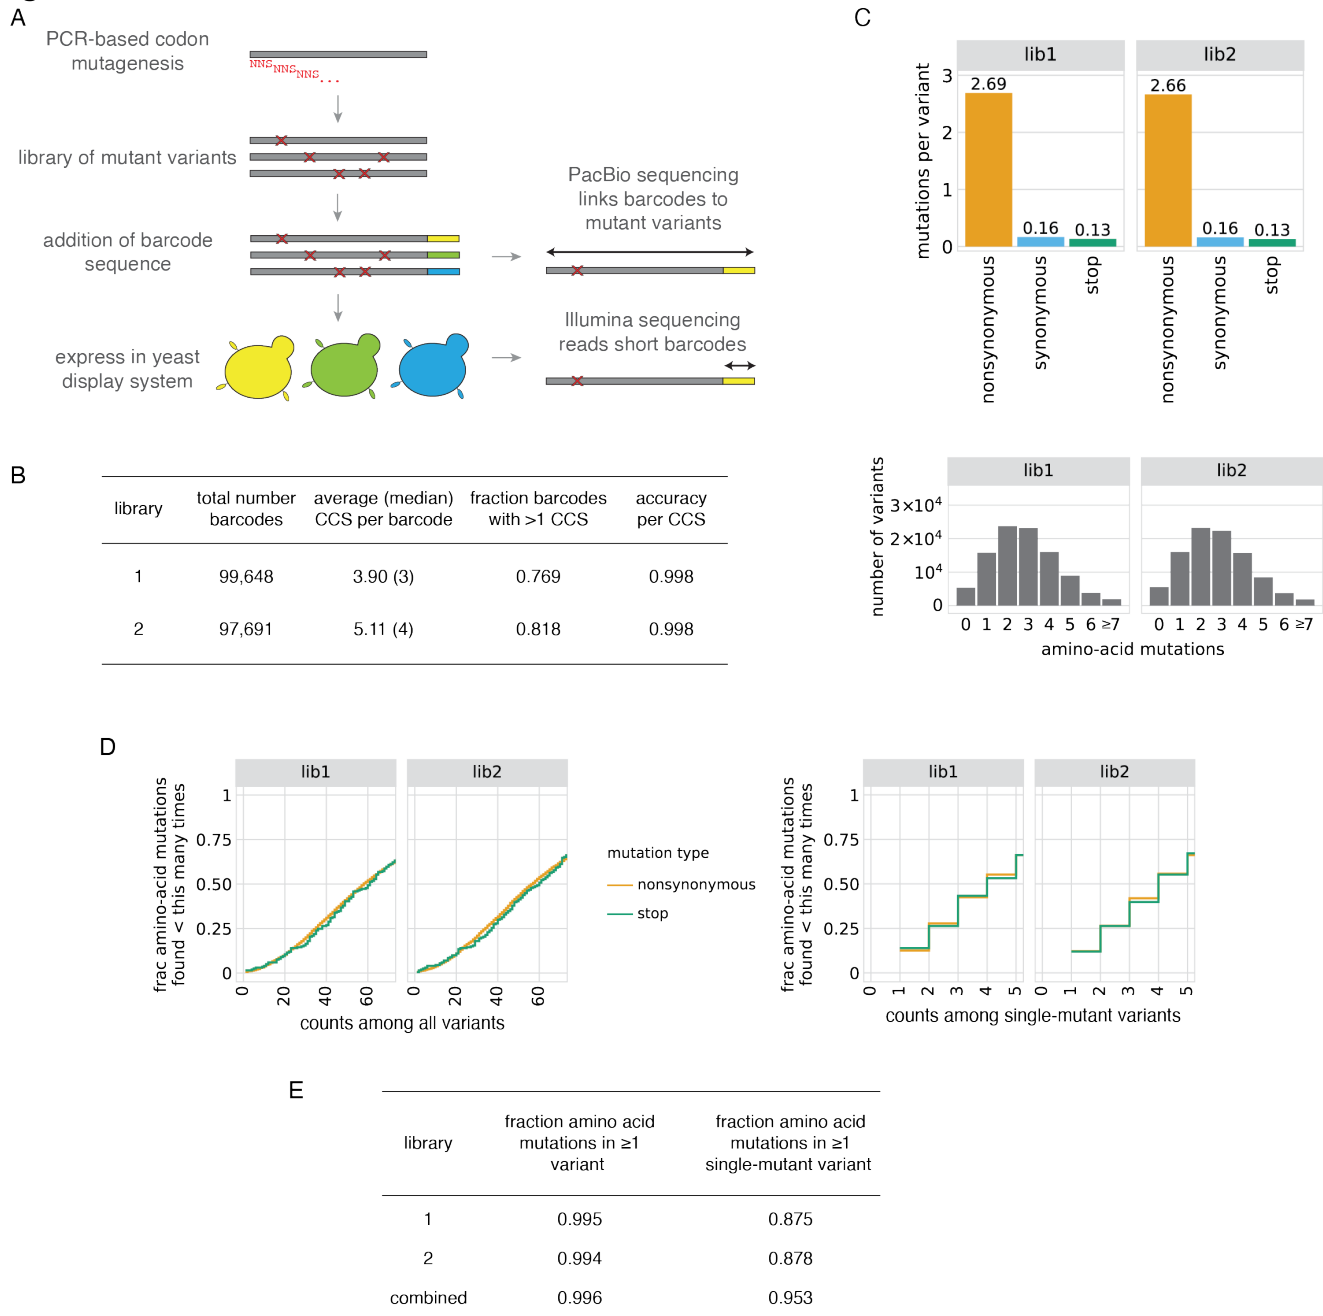 A
PCR-based codon
mutagenesis
NNS
NNS
NNS
...
library of mutant variants
addition of barcode
sequence
express in yeast
display system
PacBio sequencing
links barcodes to
mutant variants
Illumina sequencing
reads short barcodes
C
mutations per variant
3
2
1
0
lib1
2.69
0.16
0.13
nonsynonymous
synonymous
stop
lib2
2.66
0.16
0.13
nonsynonymous
synonymous
stop
number of variants
3×10⁴
2×10⁴
10⁴
0
lib1
lib2
0 1 2 3 4 5 6 ≥7
0 1 2 3 4 5 6 ≥7
amino-acid mutations
B
library total number barcodes average (median) CCS per barcode fraction barcodes with >1 CCS accuracy per CCS
1 99,648 3.90 (3) 0.769 0.998
2 97,691 5.11 (4) 0.818 0.998
D
frac amino-acid mutations
found < this many times
1
0.75
0.50
0.25
0
lib1
lib2
0 20 40 60
0 20 40 60
counts among all variants
mutation type
nonsynonymous
stop
frac amino-acid mutations
found < this many times
1
0.75
0.50
0.25
0
lib1
lib2
0 1 2 3 4 5
0 1 2 3 4 5
counts among single-mutant variants
E
library fraction amino acid mutations in ≥1 variant fraction amino acid mutations in ≥1 single-mutant variant
1 0.995 0.875
2 0.994 0.878
combined 0.996 0.953